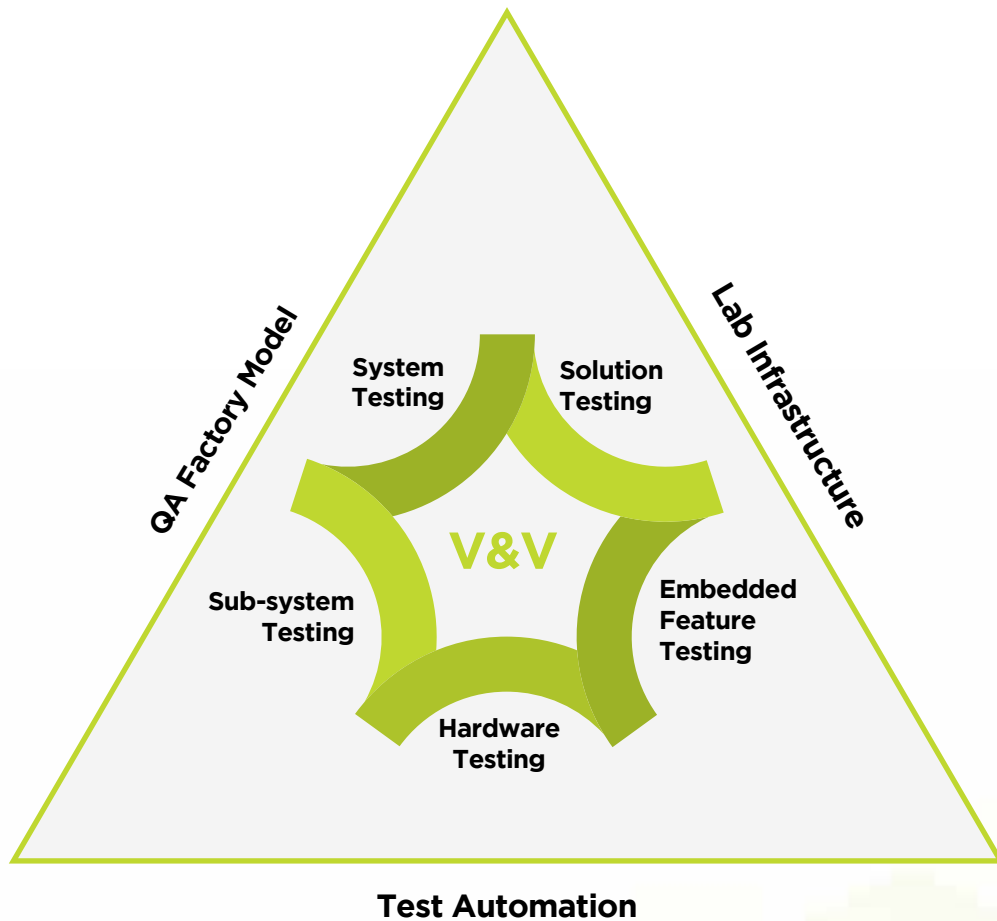 QA Factory Model
Lab Infrastructure
System
Testing
Solution
Testing
V&V
Sub-system
Testing
Embedded
Feature
Testing
Hardware
Testing
Test Automation